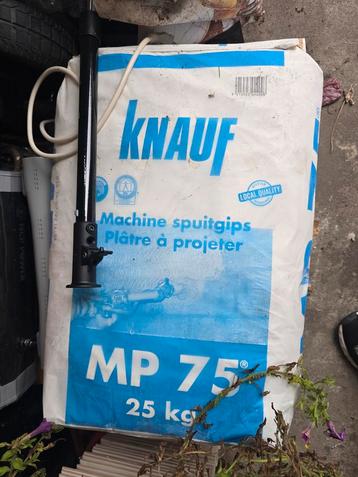 KNAUF
LOCAL QUALITY
Machine spuitgips
Plâtre à projeter
MP 75®
25 kg